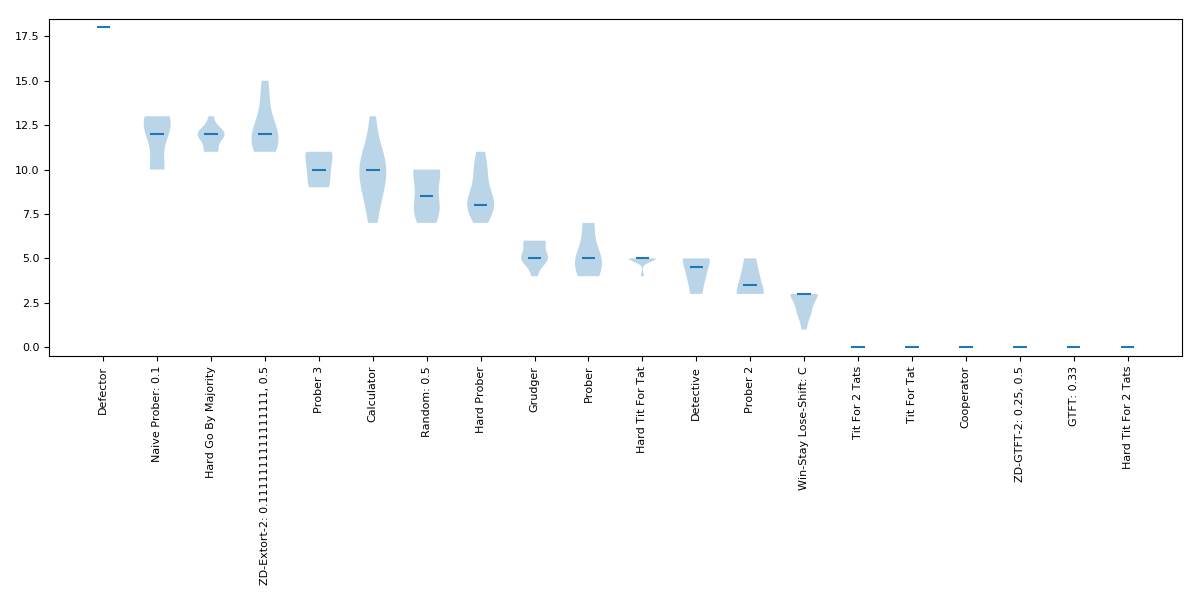 17.5
15.0
12.5
10.0
7.5
5.0
2.5
0.0
Defector
Naive Prober: 0.1
Hard Go By Majority
ZD-Extort-2: 0.1111111111111111, 0.5
Prober 3
Calculator
Random: 0.5
Hard Prober
Grudger
Prober
Hard Tit For Tat
Detective
Prober 2
Win-Stay Lose-Shift: C
Tit For 2 Tats
Tit For Tat
Cooperator
ZD-GTFT-2: 0.25, 0.5
GTFT: 0.33
Hard Tit For 2 Tats